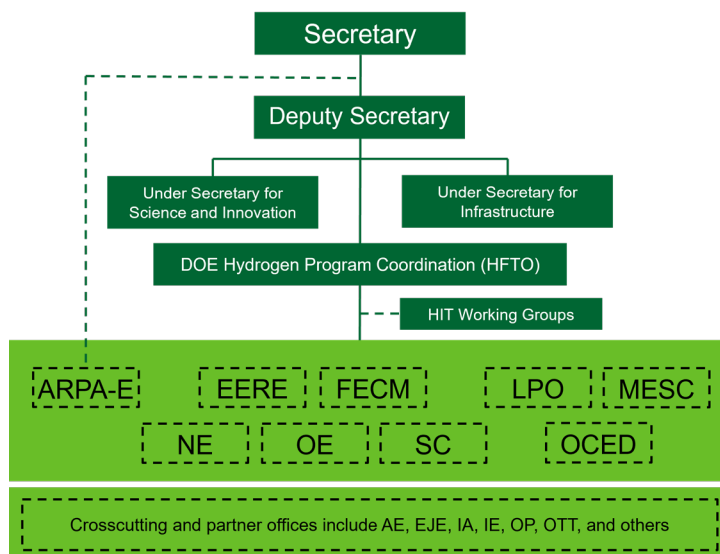 Secretary
Deputy Secretary
Under Secretary for
Science and Innovation
Under Secretary for
Infrastructure
DOE Hydrogen Program Coordination (HFTO)
HIT Working Groups
ARPA-E
EERE
FECM
LPO
MESC
NE
OE
SC
OCED
Crosscutting and partner offices include AE, EJE, IA, IE, OP, OTT, and others